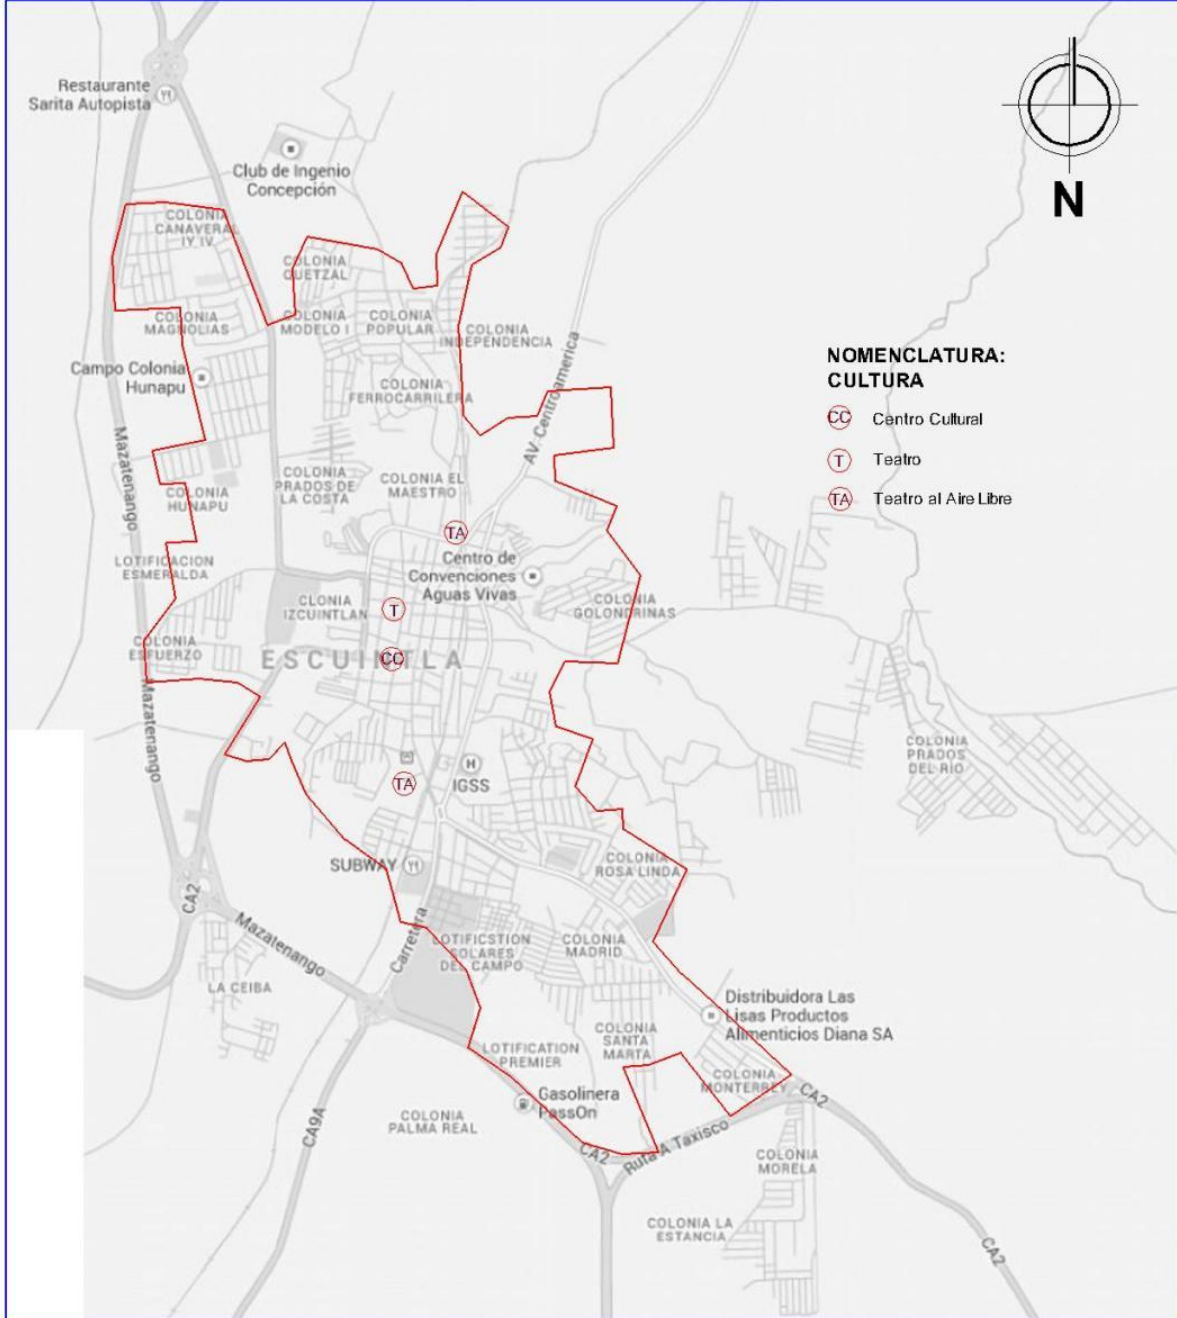 Restaurante
Sarita Autopista
Club de Ingenio
Concepción
N
COLONIA
CANAVERAL
IY IV
COLONIA
QUETZAL
COLONIA
MAGNOLIAS
COLONIA
MODELO I
COLONIA
POPULAR
COLONIA
INDEPENDENCIA
Campo Colonia
Hunapu
COLONIA
FERROCARRILERA
AV. Centroamerica
NOMENCLATURA:
CULTURA
CC Centro Cultural
T Teatro
TA Teatro al Aire Libre
Mazatenango
COLONIA
HUNAPU
COLONIA
PRADOS DE
LA COSTA
COLONIA EL
MAESTRO
TA
LOTIFICACION
ESMERALDA
Centro de
Convenciones
Aguas Vivas
CLONIA
IZCUINTLAN
T
COLONIA
GOLONDRINAS
COLONIA
ESFUERZO
ESCUINTLA
CC
Mazatenango
COLONIA
PRADOS
DEL RIO
H
IGSS
TA
SUBWAY
COLONIA
ROSA LINDA
CA2
Mazatenango
Carretera
LOTIFICSTION
SOLARES
DEL CAMPO
COLONIA
MADRID
LA CEIBA
Distribuidora Las
Lisas Productos
Alimenticios Diana SA
COLONIA
SANTA
MARTA
LOTIFICATION
PREMIER
COLONIA
MONTERREY
CA2
Gasolinera
PassOn
CA9A
COLONIA
PALMA REAL
CA2
Ruta A Taxisco
COLONIA
MORELA
COLONIA LA
ESTANCIA
CA2